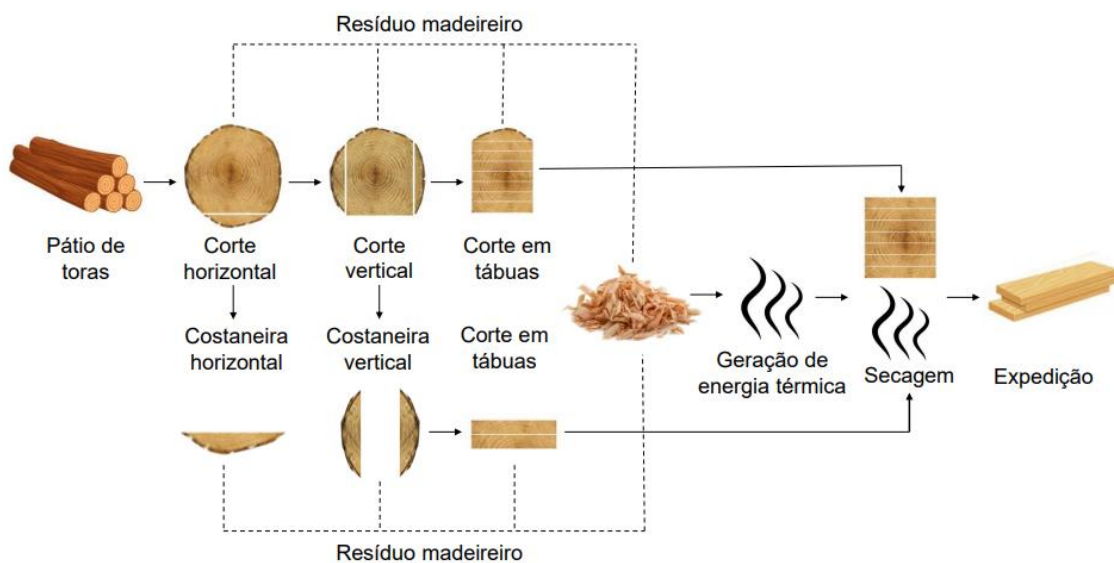 Resíduo madeireiro
Pátio de
toras
Corte
horizontal
Corte
vertical
Corte em
tábuas
Costaneira
horizontal
Costaneira
vertical
Corte em
tábuas
Geração de
energia térmica
Secagem
Expedição
Resíduo madeireiro